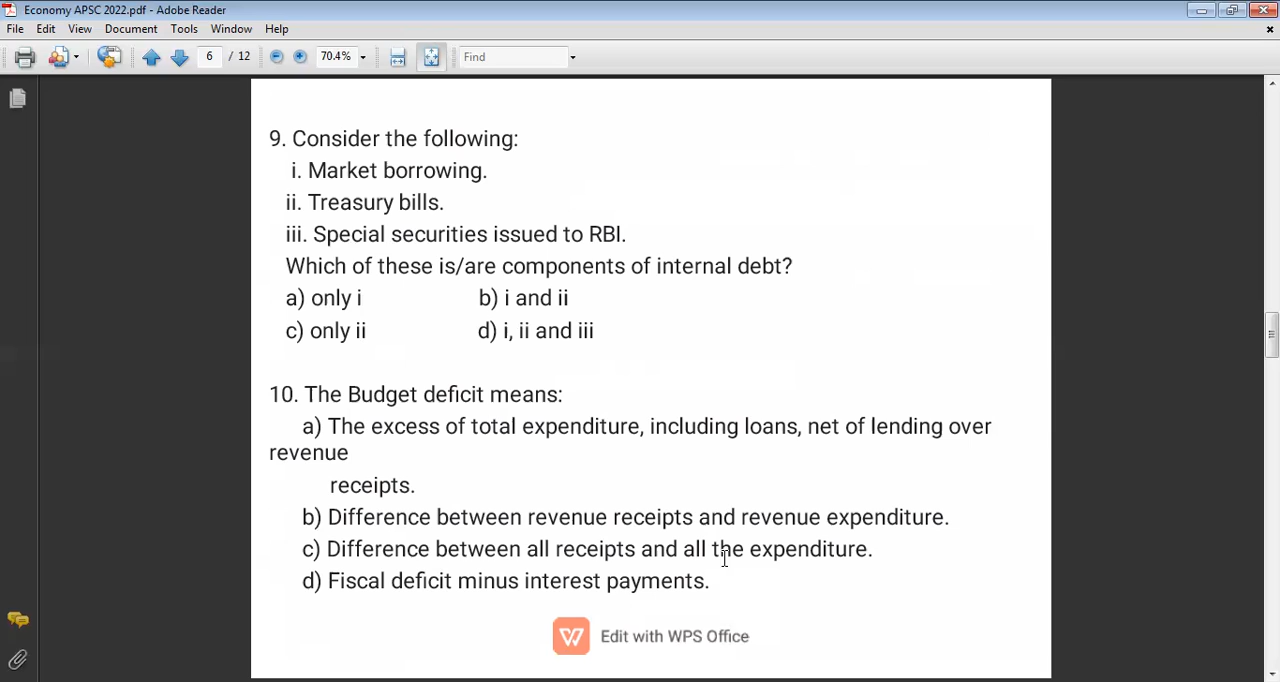 Economy APSC 2022.pdf - Adobe Reader
File Edit View Document Tools Window Help
6 / 12 70.4% Find
9. Consider the following:
i. Market borrowing.
ii. Treasury bills.
iii. Special securities issued to RBI.
Which of these is/are components of internal debt?
a) only i b) i and ii
c) only ii d) i, ii and iii
10. The Budget deficit means:
a) The excess of total expenditure, including loans, net of lending over
revenue
receipts.
b) Difference between revenue receipts and revenue expenditure.
c) Difference between all receipts and all the expenditure.
d) Fiscal deficit minus interest payments.
Edit with WPS Office